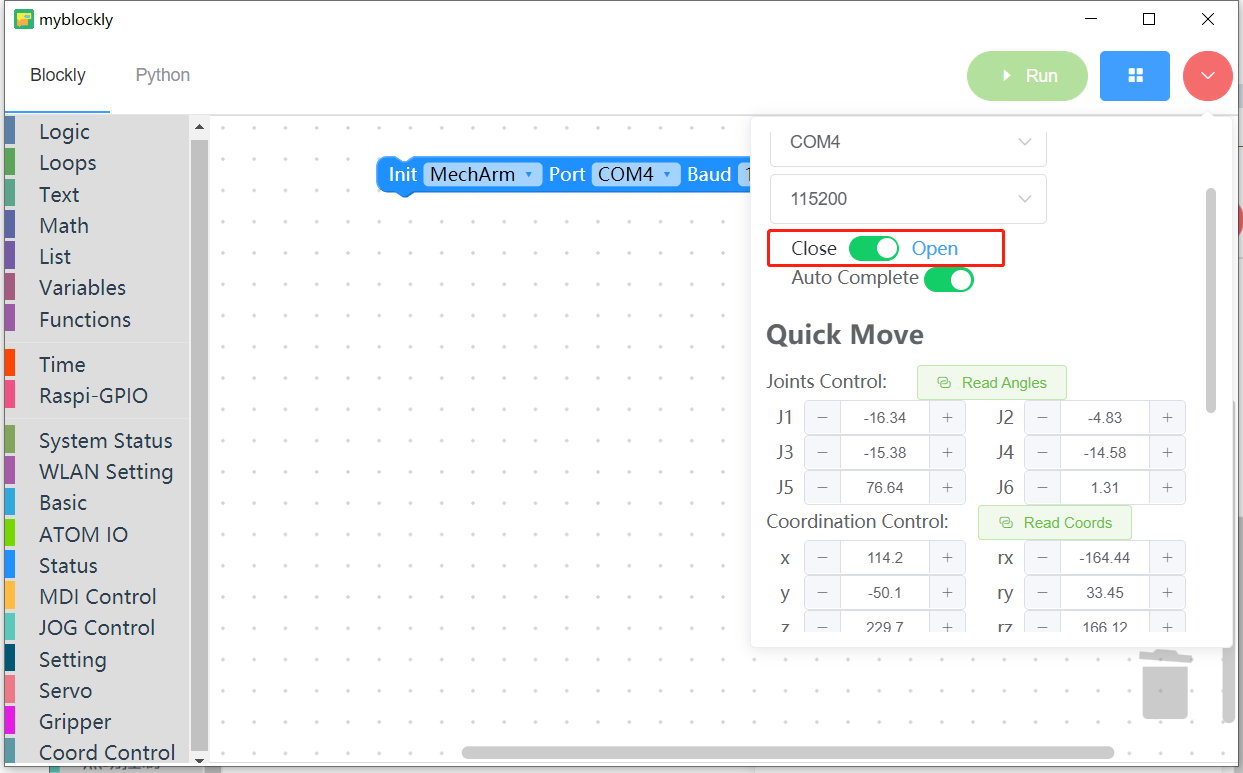 myblockly
Blockly Python Run
Logic
Loops
Text
Math
List
Variables
Functions
Time
Raspi-GPIO
System Status
WLAN Setting
Basic
ATOM IO
Status
MDI Control
JOG Control
Setting
Servo
Gripper
Coord Control
Init MechArm Port COM4 Baud 1
COM4
115200
Close Open
Auto Complete
Quick Move
Joints Control: Read Angles
J1 − -16.34 + J2 − -4.83 +
J3 − -15.38 + J4 − -14.58 +
J5 − 76.64 + J6 − 1.31 +
Coordination Control: Read Coords
x − 114.2 + rx − -164.44 +
y − -50.1 + ry − 33.45 +
z − 229.7 + rz − 166.12 +